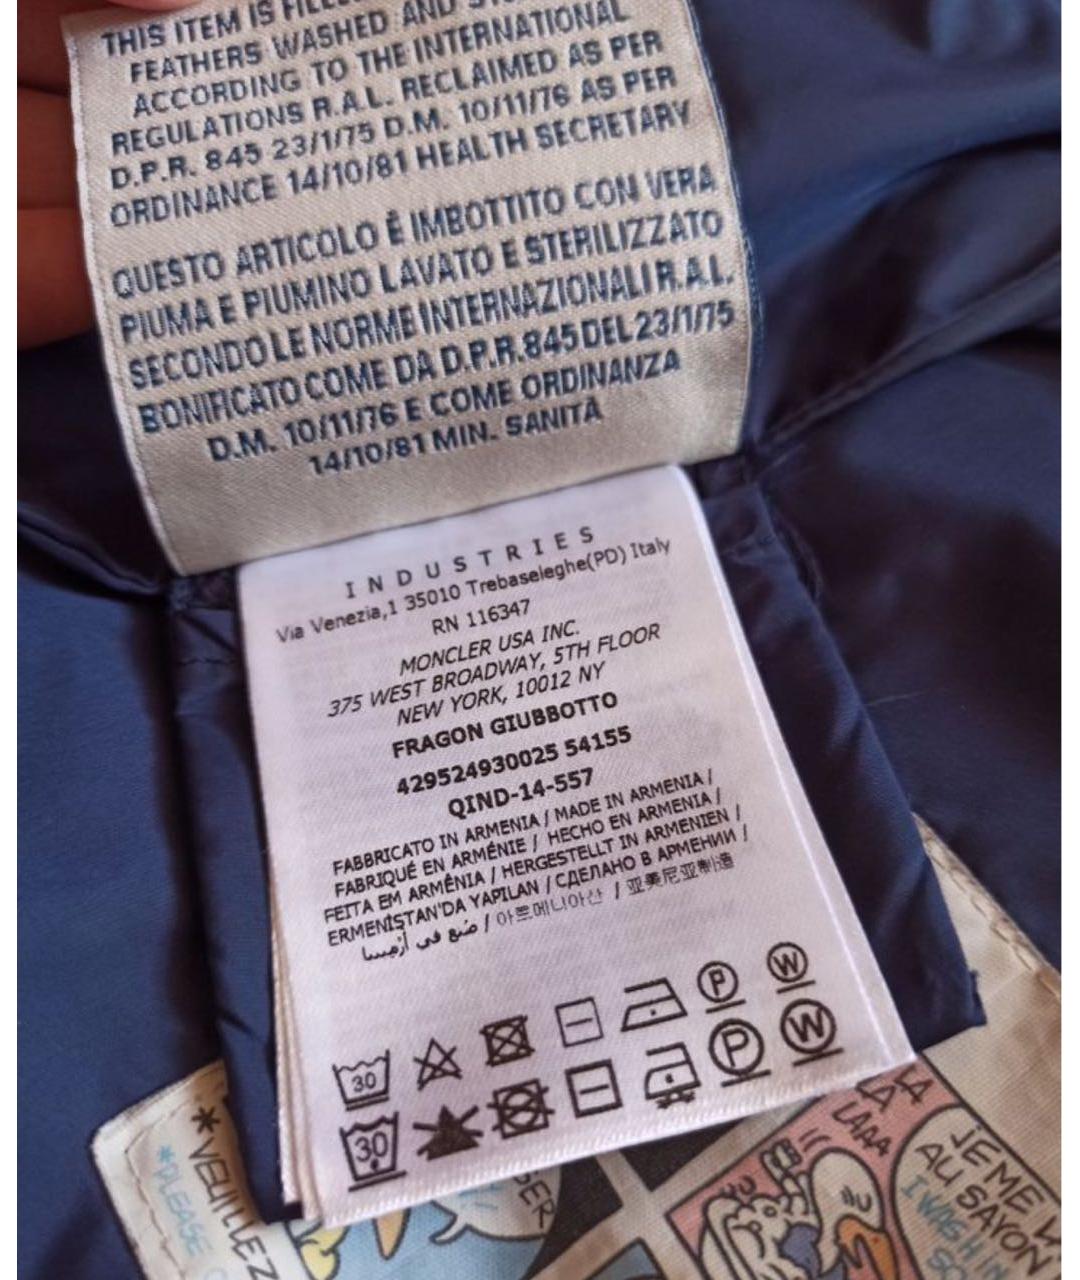 THIS ITEM IS FILLED
FEATHERS WASHED AND
ACCORDING TO THE INTERNATIONAL
REGULATIONS R.A.L. RECLAIMED AS PER
D.P.R. 845 23/1/75 D.M. 10/11/76 AS PER
ORDINANCE 14/10/81 HEALTH SECRETARY
QUESTO ARTICOLO È IMBOTTITO CON VERA
PIUMA E PIUMINO LAVATO E STERILIZZATO
SECONDO LE NORME INTERNAZIONALI R.A.L.
BONIFICATO COME DA D.P.R. 845 DEL 23/1/75
D.M. 10/11/76 E COME ORDINANZA
14/10/81 MIN. SANITÀ
INDUSTRIES
Via Venezia,1 35010 Trebaseleghe(PD) Italy
RN 116347
MONCLER USA INC.
375 WEST BROADWAY, 5TH FLOOR
NEW YORK, 10012 NY
FRAGON GIUBBOTTO
429524930025 54155
QIND-14-557
FABBRICATO IN ARMENIA / MADE IN ARMENIA /
FABRIQUÉ EN ARMÉNIE / HECHO EN ARMENIA /
FEITA EM ARMÊNIA / HERGESTELLT IN ARMENIEN /
ERMENİSTAN'DA YAPILAN / СДЕЛАНО В АРМЕНИИ /
صنع في أرمينيا / 아르메니아산 / 亚美尼亚制造
30 P W
30 P W
*VEUILLEZ
*PLEASE
LARA
JE ME
AU SAVON
I WASH IN